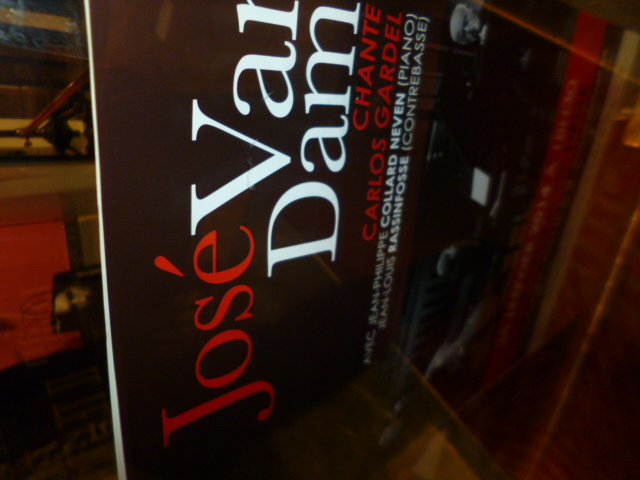 José Van
Dam
CHANTE
CARLOS GARDEL
AVEC JEAN-PHILIPPE COLLARD NEVEN (PIANO)
JEAN-LOUIS RASSINFOSSE (CONTREBASSE)